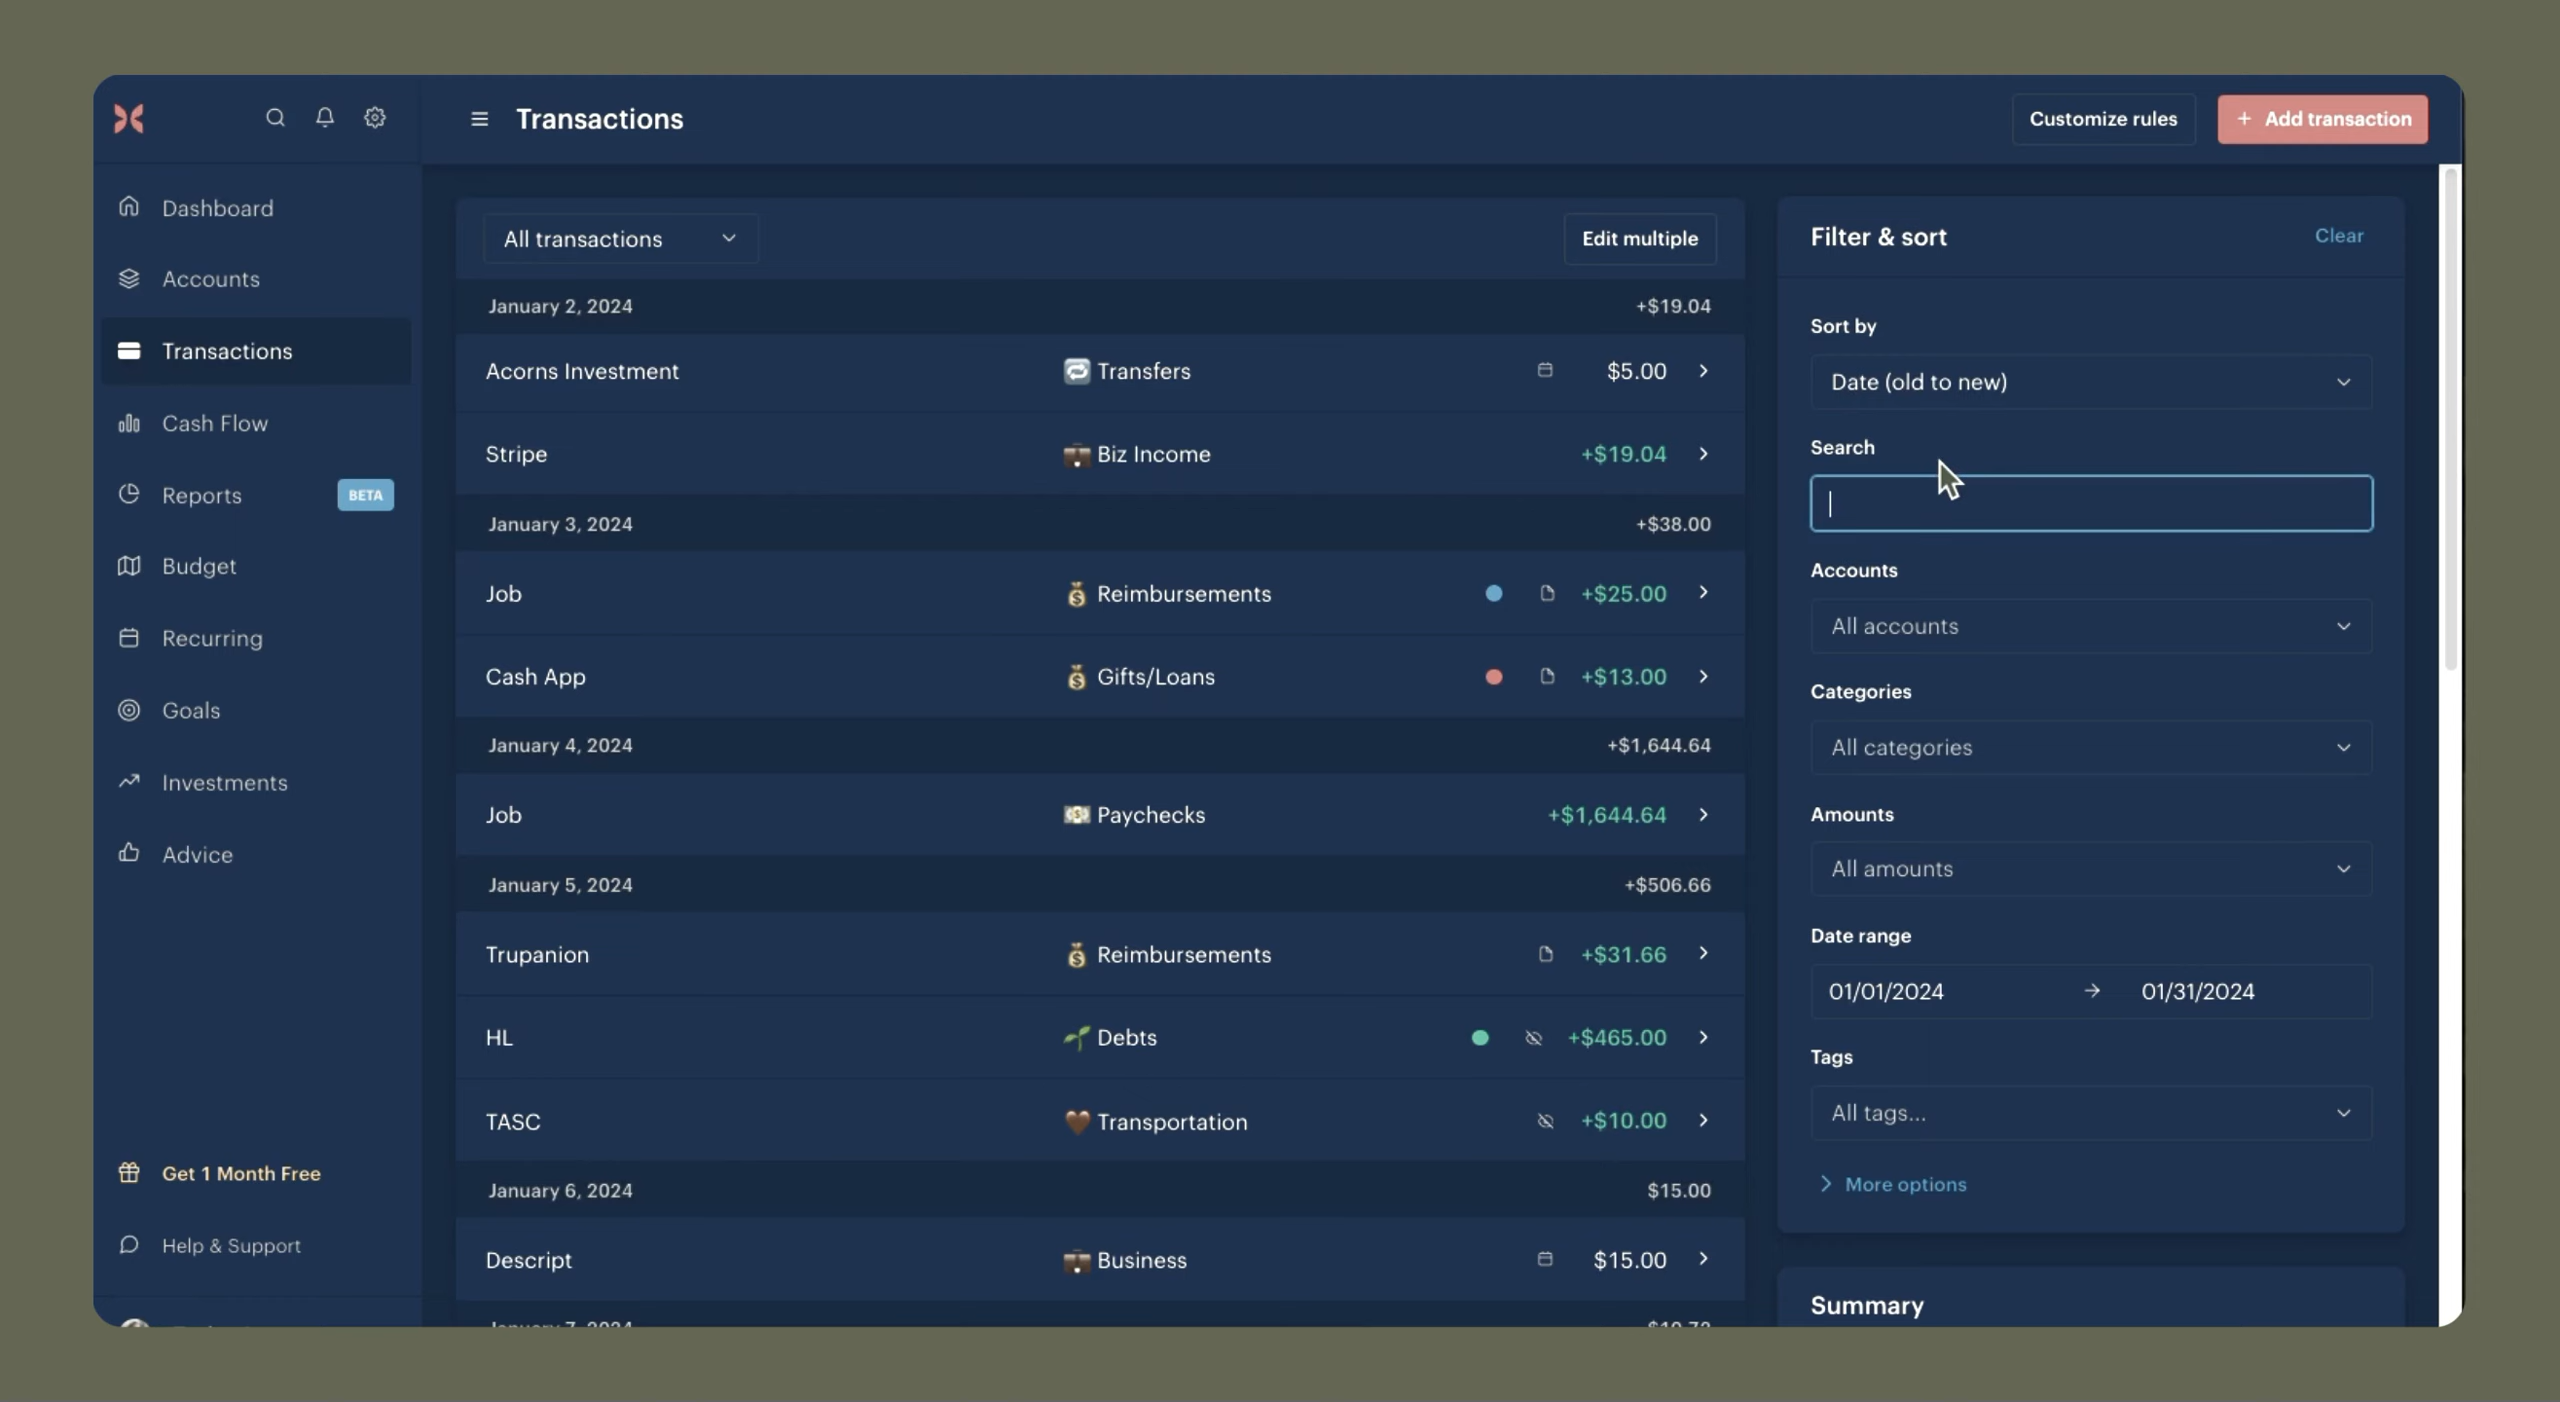 Transactions
Customize rules
+ Add transaction
Dashboard
Accounts
Transactions
Cash Flow
Reports BETA
Budget
Recurring
Goals
Investments
Advice
Get 1 Month Free
Help & Support
All transactions
Edit multiple
January 2, 2024 +$19.04
Acorns Investment Transfers $5.00
Stripe Biz Income +$19.04
January 3, 2024 +$38.00
Job Reimbursements +$25.00
Cash App Gifts/Loans +$13.00
January 4, 2024 +$1,644.64
Job Paychecks +$1,644.64
January 5, 2024 +$506.66
Trupanion Reimbursements +$31.66
HL Debts +$465.00
TASC Transportation +$10.00
January 6, 2024 $15.00
Descript Business $15.00
January 7, 2024
Filter & sort Clear
Sort by
Date (old to new)
Search
Accounts
All accounts
Categories
All categories
Amounts
All amounts
Date range
01/01/2024 → 01/31/2024
Tags
All tags...
More options
Summary